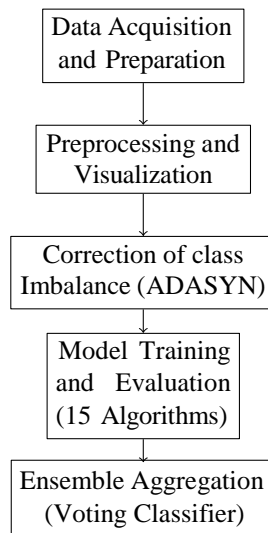 Data Acquisition
and Preparation
Preprocessing and
Visualization
Correction of class
Imbalance (ADASYN)
Model Training
and Evaluation
(15 Algorithms)
Ensemble Aggregation
(Voting Classifier)